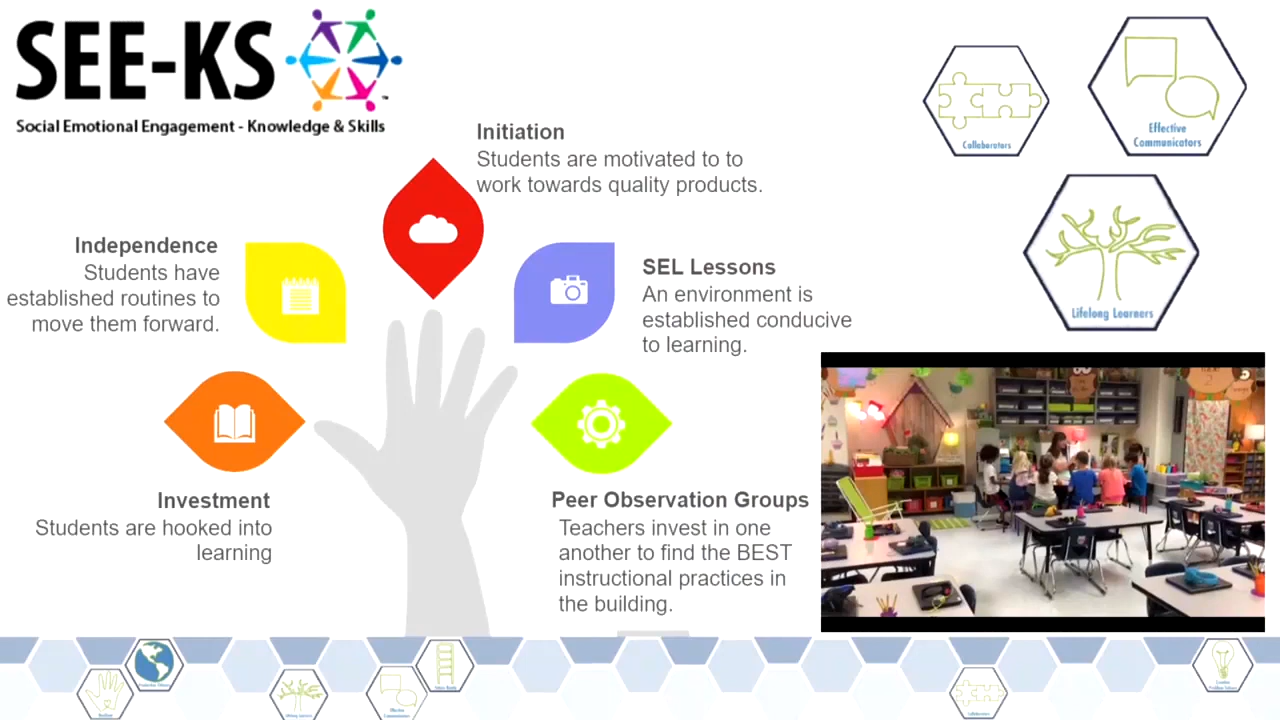 SEE-KS
Social Emotional Engagement - Knowledge & Skills
Initiation
Students are motivated to to
work towards quality products.
Independence
Students have
established routines to
move them forward.
SEL Lessons
An environment is
established conducive
to learning.
Investment
Students are hooked into
learning
Peer Observation Groups
Teachers invest in one
another to find the BEST
instructional practices in
the building.
Collaborators
Effective
Communicators
Lifelong Learners